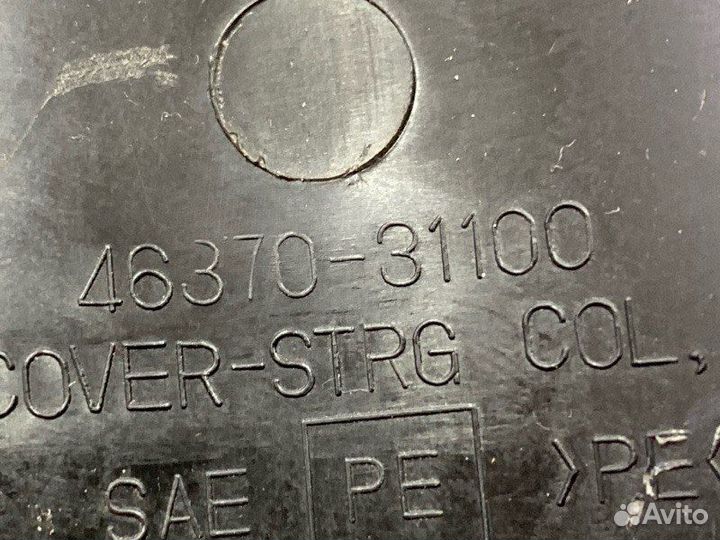 46370-31100
COVER-STRG COL,
SAE PE >PE<
Avito